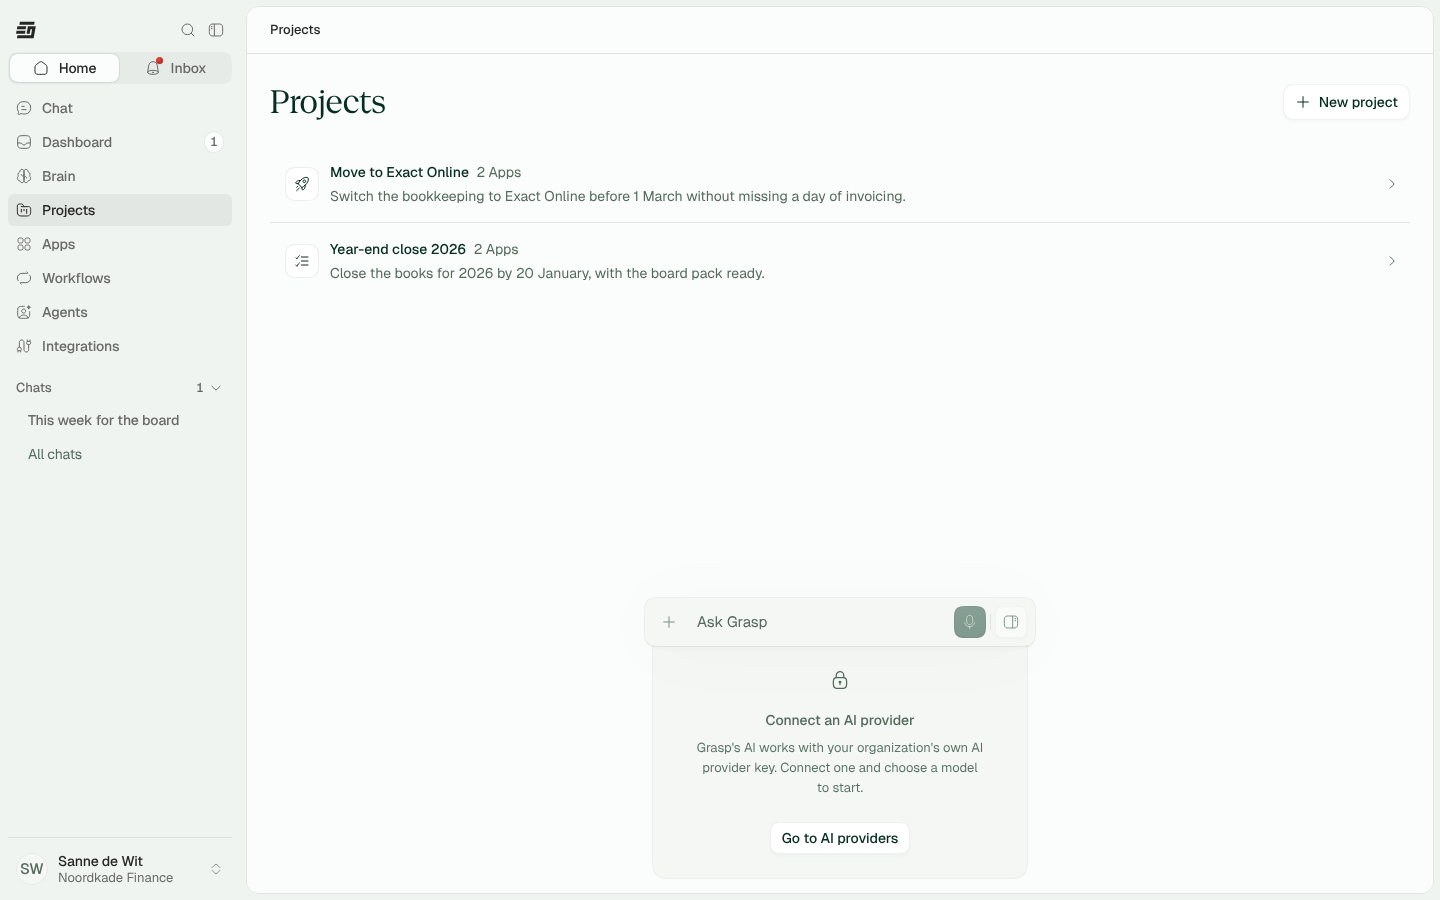 Home
Inbox
Chat
Dashboard
1
Brain
Projects
Apps
Workflows
Agents
Integrations
Chats
1
This week for the board
All chats
SW
Sanne de Wit
Noordkade Finance
Projects
Projects
New project
Move to Exact Online 2 Apps
Switch the bookkeeping to Exact Online before 1 March without missing a day of invoicing.
Year-end close 2026 2 Apps
Close the books for 2026 by 20 January, with the board pack ready.
Ask Grasp
Connect an AI provider
Grasp's AI works with your organization's own AI
provider key. Connect one and choose a model
to start.
Go to AI providers